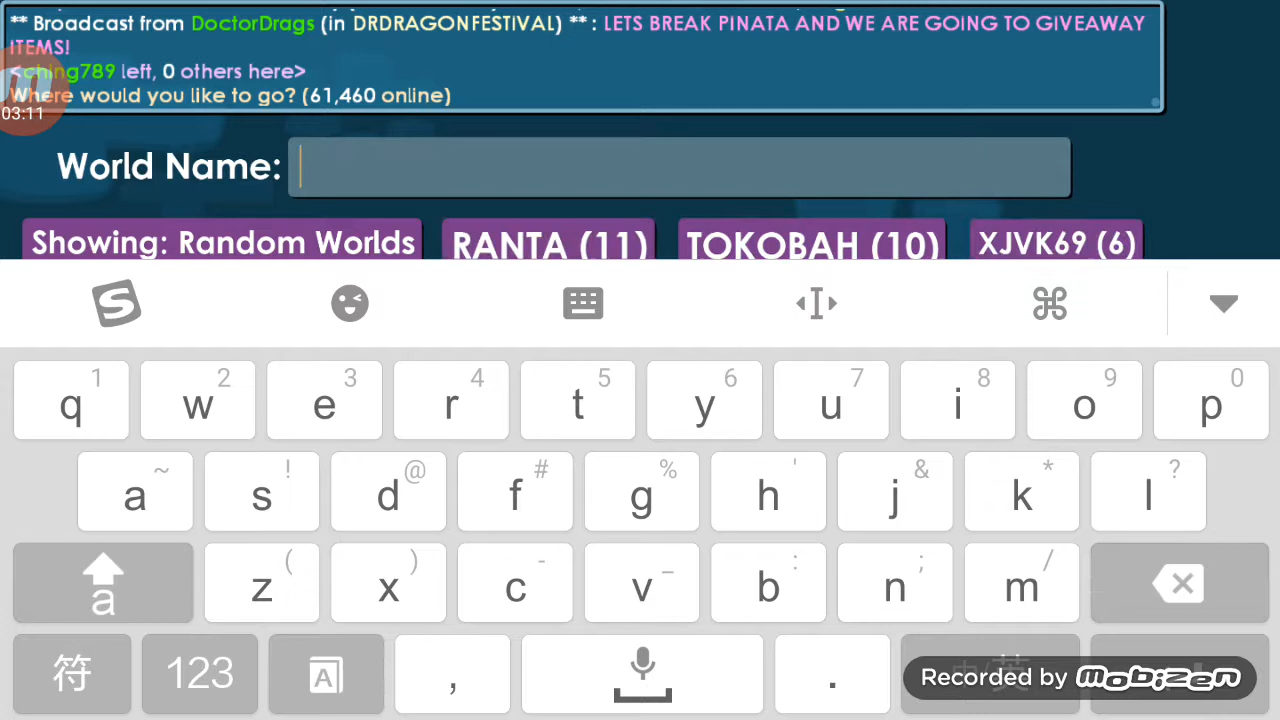 ** Broadcast from DoctorDrags (in DRDRAGONFESTIVAL) ** : LETS BREAK PINATA AND WE ARE GOING TO GIVEAWAY
ITEMS!
<ching789 left, 0 others here>
Where would you like to go? (61,460 online)
03:11
World Name:
Showing: Random Worlds RANTA (11) TOKOBAH (10) XJVK69 (6)
S
1 2 3 4 5 6 7 8 9 0
q w e r t y u i o p
~ ! @ # % ' & * ?
a s d f g h j k l
( ) - _ : ; /
a z x c v b n m
符 123 A , . 中/英
Recorded by mobizen